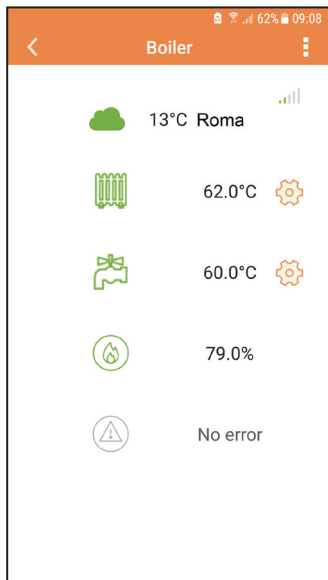 62% 09:08
Boiler
13°C Roma
62.0°C
60.0°C
79.0%
No error